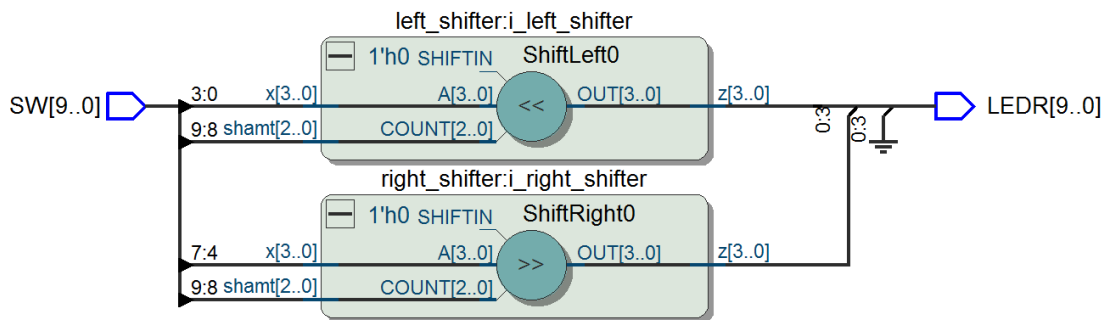 left_shifter:i_left_shifter
1'h0 SHIFTIN ShiftLeft0
SW[9..0] 3:0 x[3..0] A[3..0] << OUT[3..0] z[3..0] LEDR[9..0]
9:8 shamt[2..0] COUNT[2..0] 0:3 0:3
right_shifter:i_right_shifter
1'h0 SHIFTIN ShiftRight0
7:4 x[3..0] A[3..0] >> OUT[3..0] z[3..0]
9:8 shamt[2..0] COUNT[2..0]